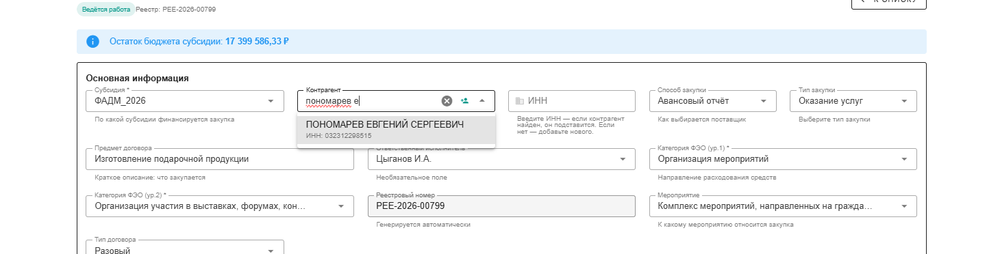 Ведётся работа Реестр: РЕЕ-2026-00799
К СПИСКУ
Остаток бюджета субсидии: 17 399 586,33 ₽
Основная информация
Субсидия *
ФАДМ_2026
По какой субсидии финансируется закупка
Контрагент
пономарев е
ПОНОМАРЕВ ЕВГЕНИЙ СЕРГЕЕВИЧ
ИНН: 032312298515
ИНН
Введите ИНН — если контрагент
найден, он подставится. Если
нет — добавьте нового.
Способ закупки
Авансовый отчёт
Как выбирается поставщик
Тип закупки
Оказание услуг
Выберите тип закупки
Предмет договора
Изготовление подарочной продукции
Краткое описание: что закупается
Ответственный исполнитель
Цыганов И.А.
Необязательное поле
Категория ФЭО (ур.1) *
Организация мероприятий
Направление расходования средств
Категория ФЭО (ур.2) *
Организация участия в выставках, форумах, кон...
Реестровый номер
РЕЕ-2026-00799
Генерируется автоматически
Мероприятие
Комплекс мероприятий, направленных на гражда...
К какому мероприятию относится закупка
Тип договора
Разовый